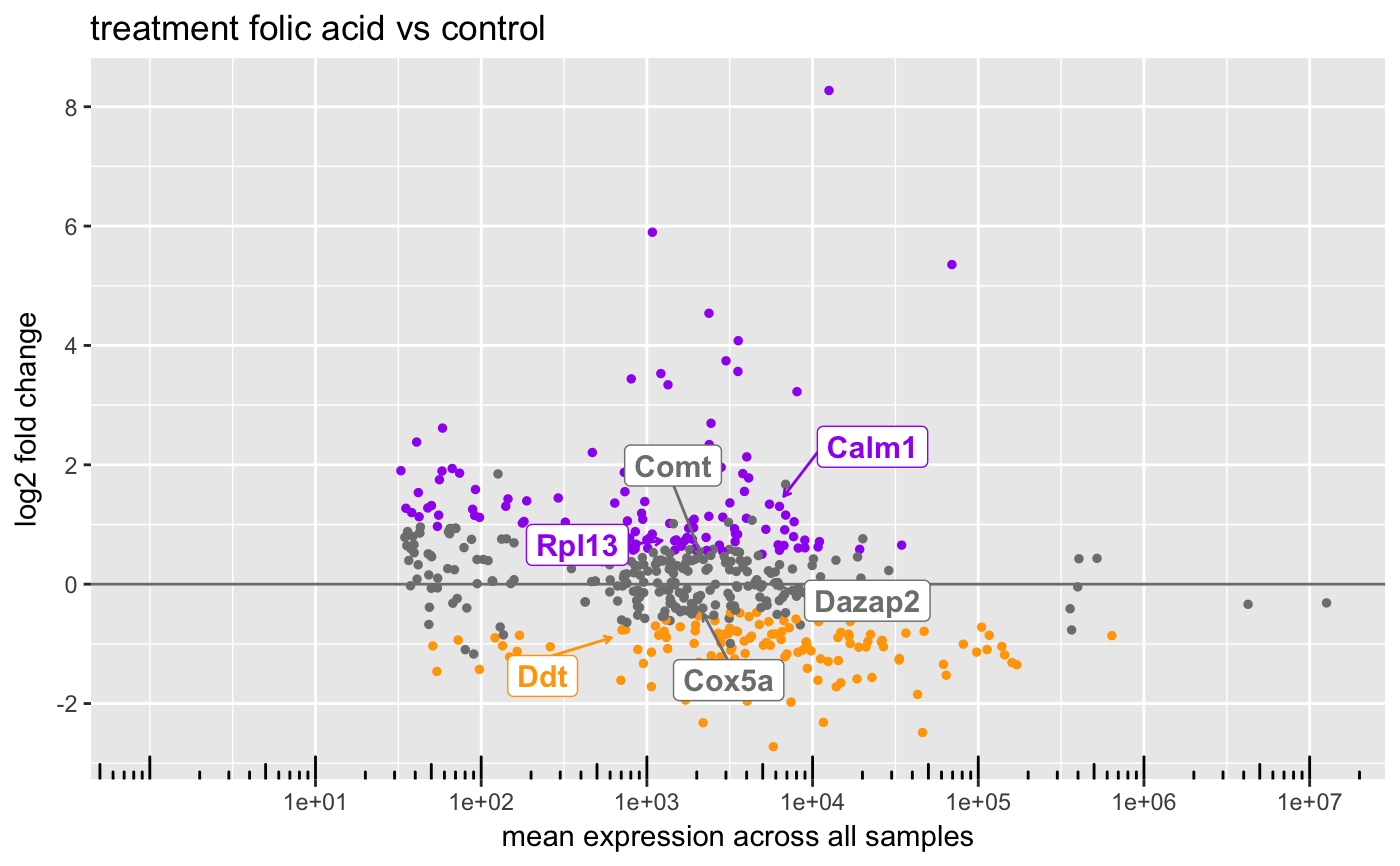 treatment folic acid vs control
log2 fold change
8
6
4
2
0
-2
Calm1
Comt
Rpl13
Dazap2
Ddt
Cox5a
1e+01 1e+02 1e+03 1e+04 1e+05 1e+06 1e+07
mean expression across all samples